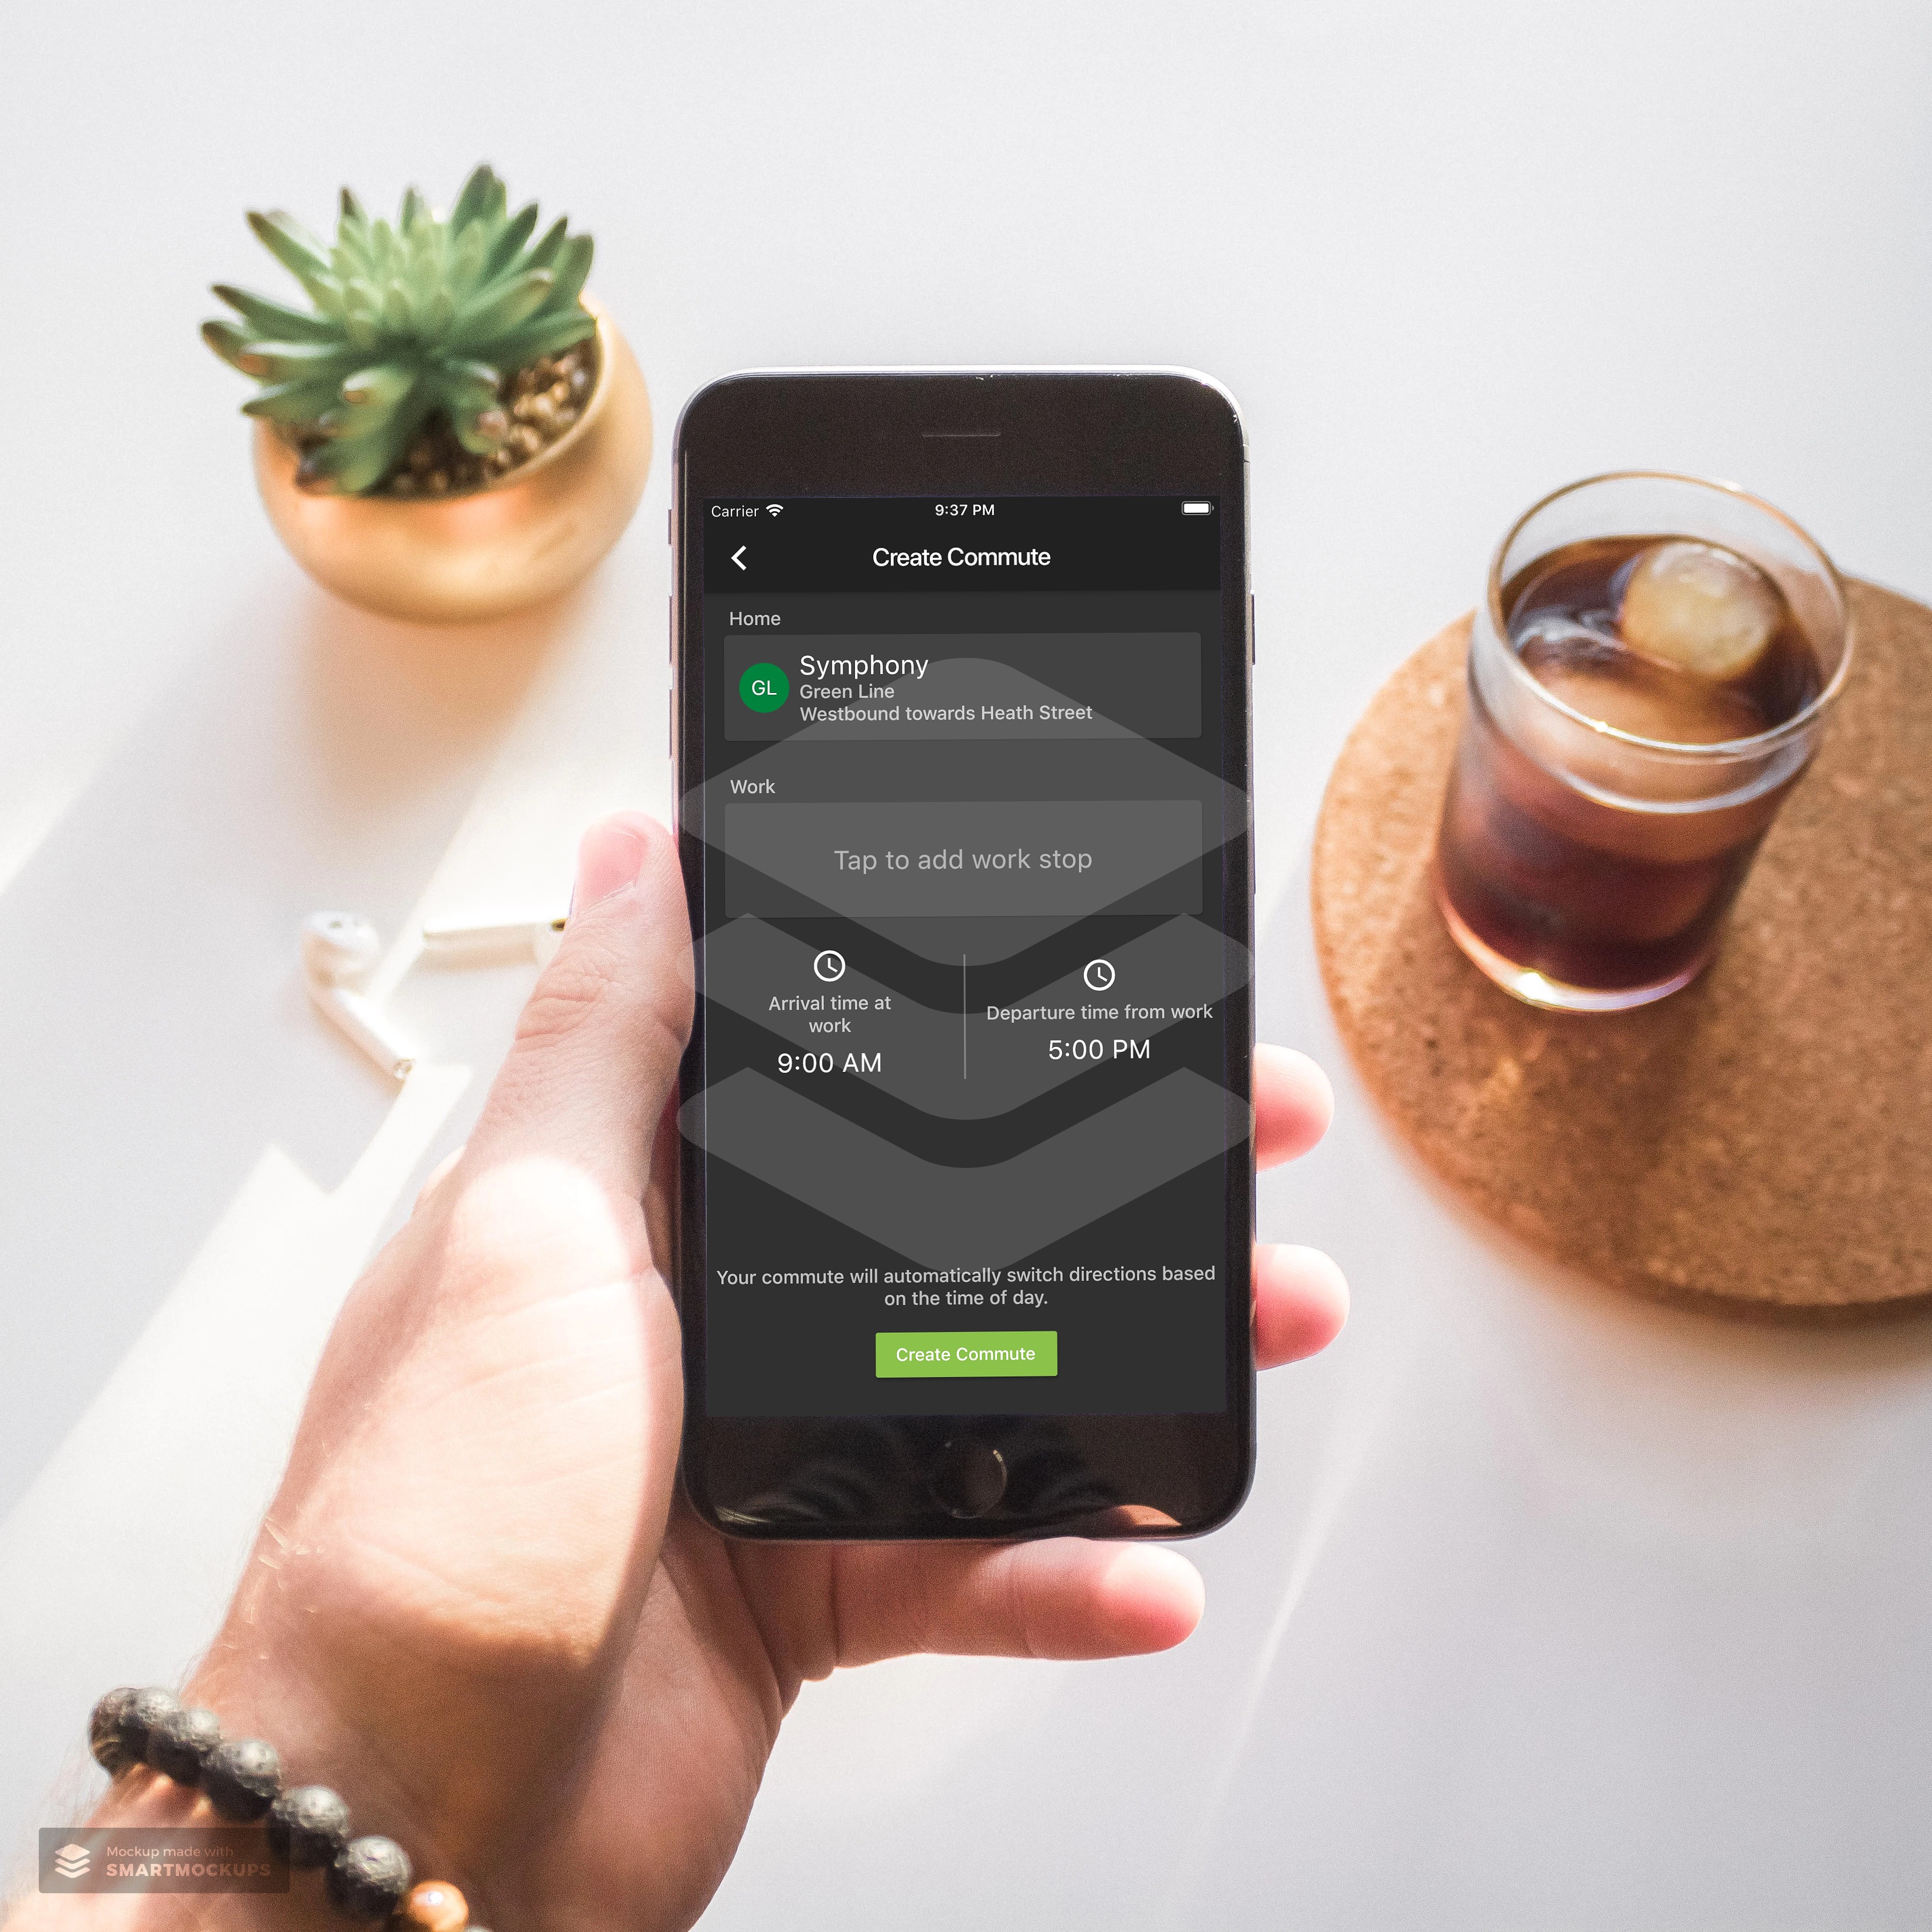 Carrier 9:37 PM
Create Commute
Home
GL
Symphony
Green Line
Westbound towards Heath Street
Work
Tap to add work stop
Arrival time at
work
9:00 AM
Departure time from work
5:00 PM
Your commute will automatically switch directions based
on the time of day.
Create Commute
Mockup made with
SMARTMOCKUPS